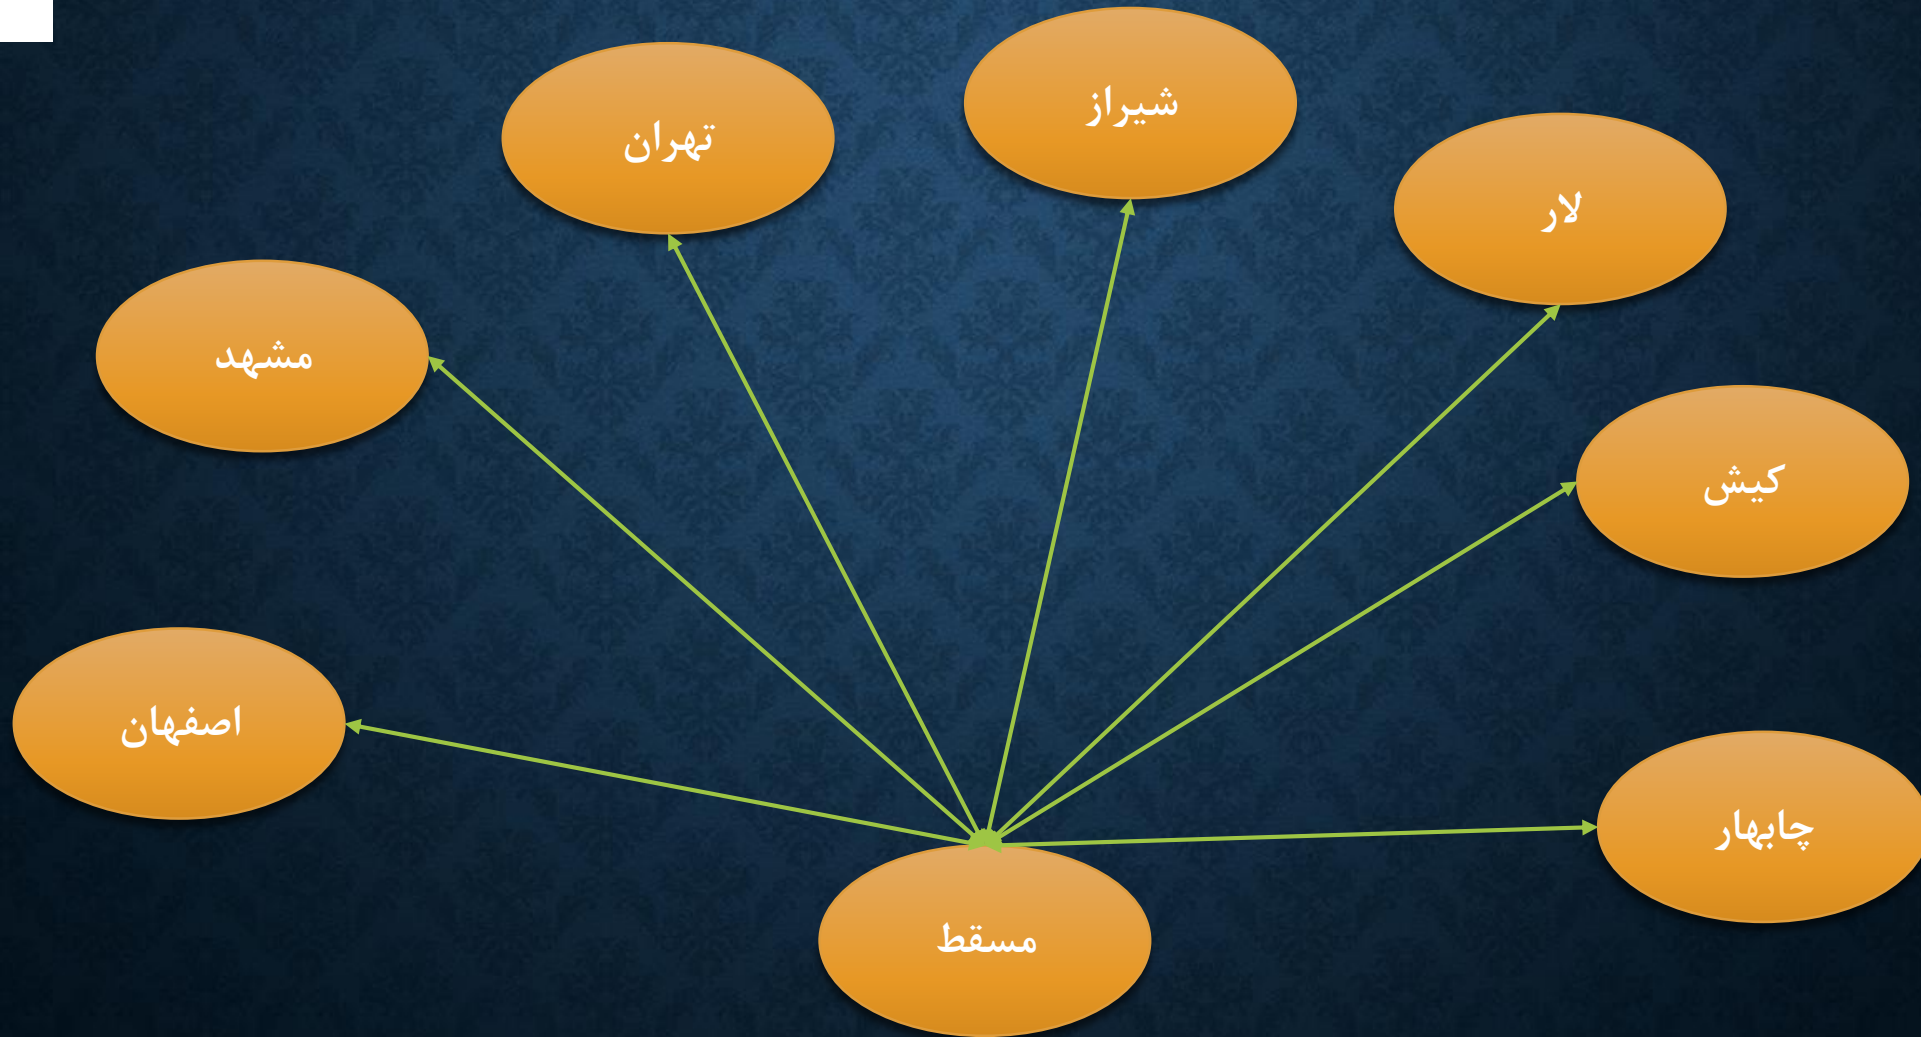 شیراز
تهران
لار
مشهد
کیش
اصفهان
چابهار
مسقط